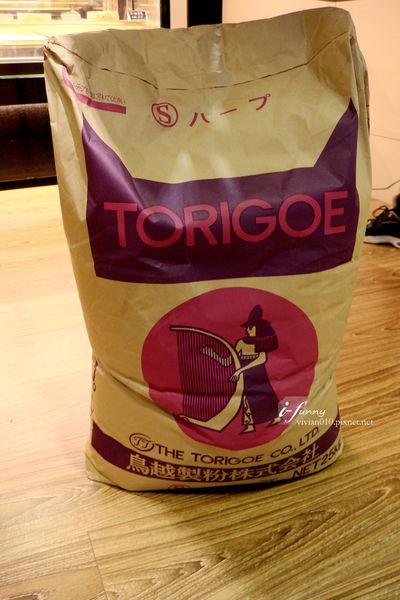 Ⓢハープ
TORIGOE
i-funny
vivian010.pixnet.net
THE TORIGOE CO., LTD.
鳥越製粉株式会社
NET25